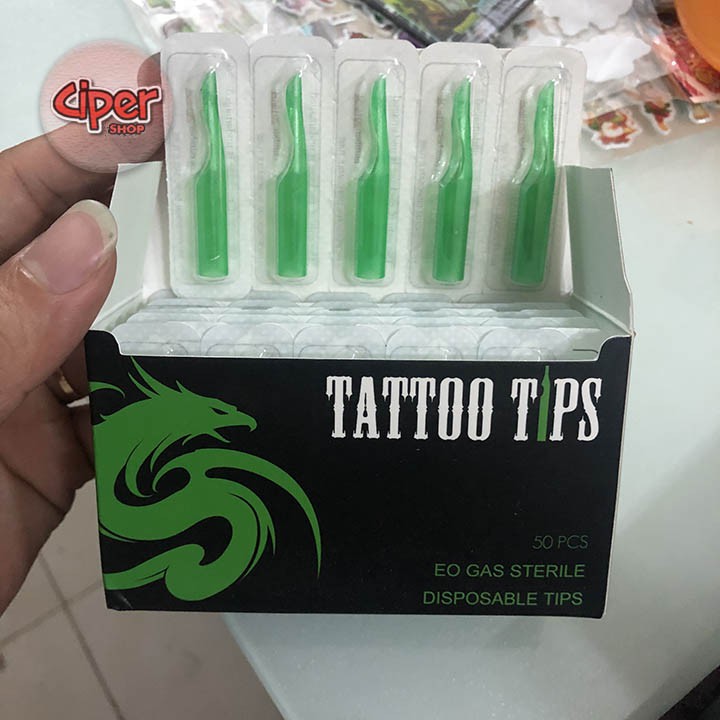 Ciper
SHOP
TATTOO TIPS
50 PCS
EO GAS STERILE
DISPOSABLE TIPS